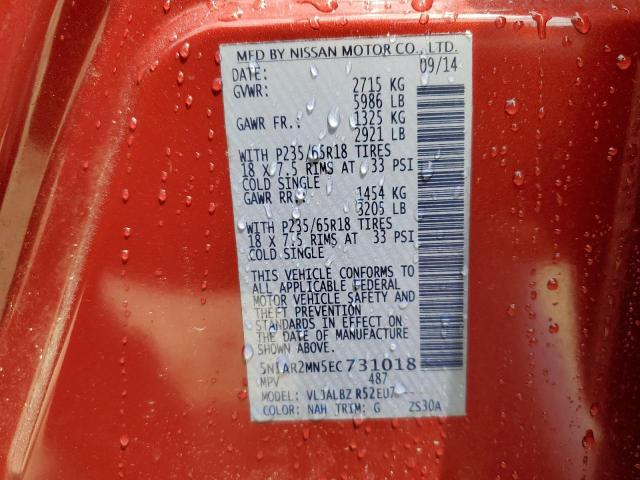 MFD BY NISSAN MOTOR CO., LTD.
DATE: 09/14
GVWR: 2715 KG
5986 LB
GAWR FR.: 1325 KG
2921 LB
WITH P235/65R18 TIRES
18 X 7.5 RIMS AT 33 PSI
COLD SINGLE
GAWR RR.: 1454 KG
3205 LB
WITH P235/65R18 TIRES
18 X 7.5 RIMS AT 33 PSI
COLD SINGLE
THIS VEHICLE CONFORMS TO
ALL APPLICABLE FEDERAL
MOTOR VEHICLE SAFETY AND
THEFT PREVENTION
STANDARDS IN EFFECT ON
THE DATE OF MANUFACTURE
SHOWN ABOVE.
5N1AR2MN5EC731018
MPV 487
MODEL:
COLOR: NAH TRIM: G ZS30A